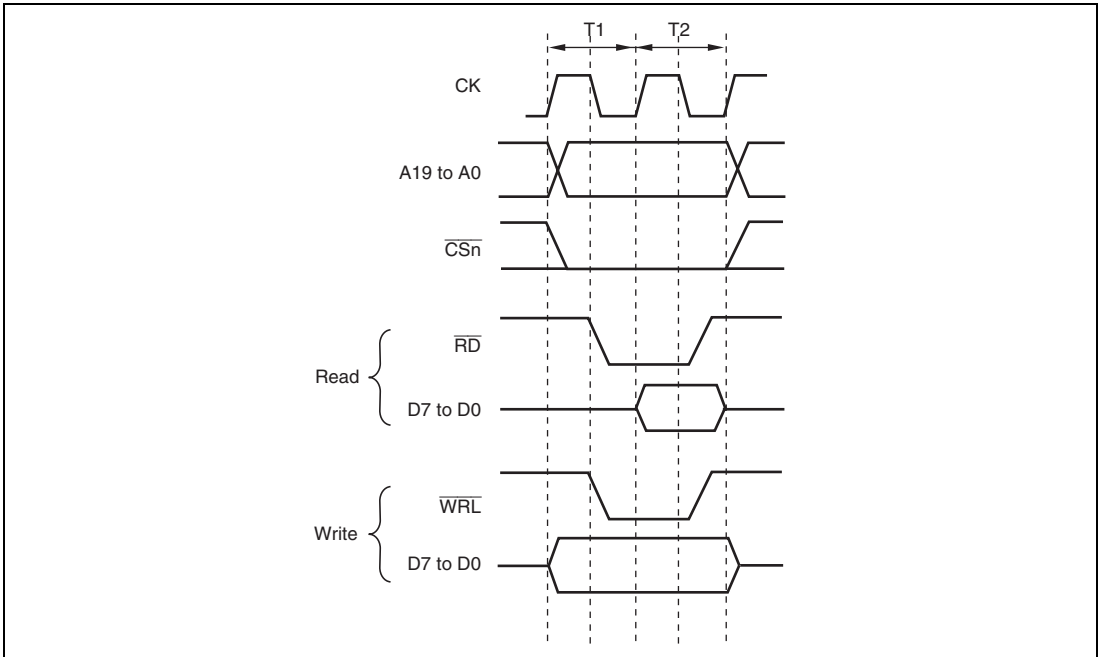 T1 T2
CK
A19 to A0
CSn
RD
Read
D7 to D0
WRL
Write
D7 to D0